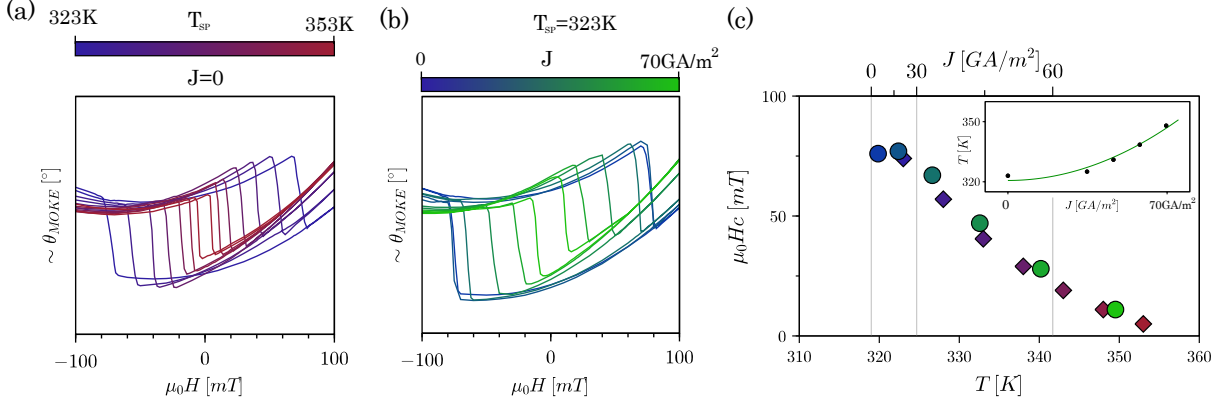 (a)
323K T_SP 353K
J=0
~ θ_MOKE [°]
−100 0 100
μ₀H [mT]
(b)
T_SP=323K
0 J 70GA/m²
~ θ_MOKE [°]
−100 0 100
μ₀H [mT]
(c)
J [GA/m²]
0 30 60
100
50
0
μ₀Hc [mT]
310 320 330 340 350 360
T [K]
350
320
T [K]
0 J [GA/m²] 70GA/m²